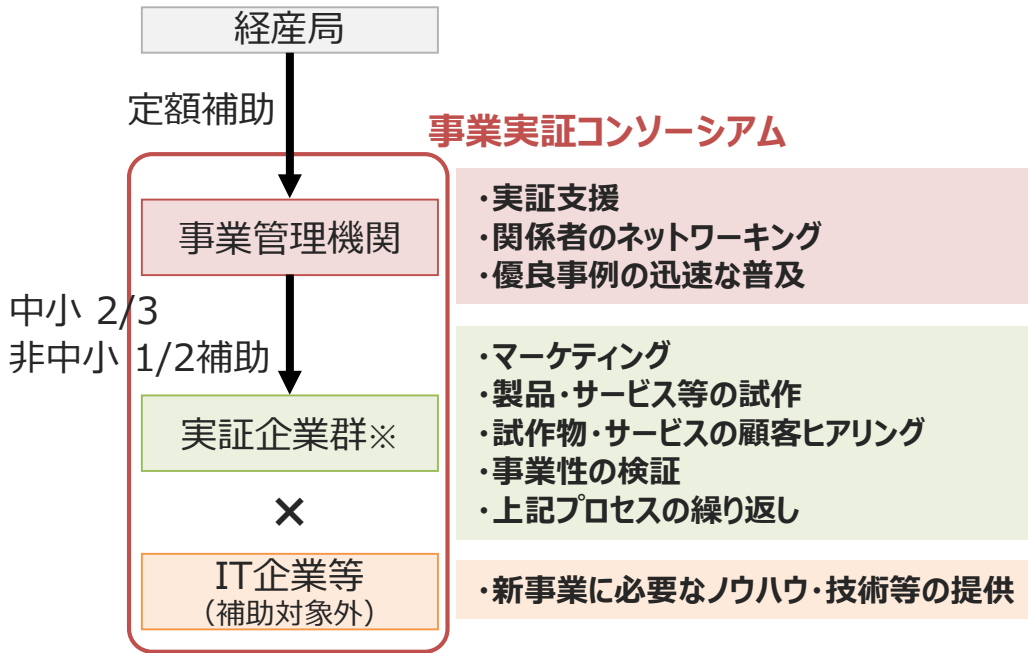 経産局
定額補助
事業実証コンソーシアム
事業管理機関
・実証支援
・関係者のネットワーキング
・優良事例の迅速な普及
中小 2/3
非中小 1/2補助
実証企業群※
・マーケティング
・製品・サービス等の試作
・試作物・サービスの顧客ヒアリング
・事業性の検証
・上記プロセスの繰り返し
×
IT企業等
（補助対象外）
・新事業に必要なノウハウ・技術等の提供